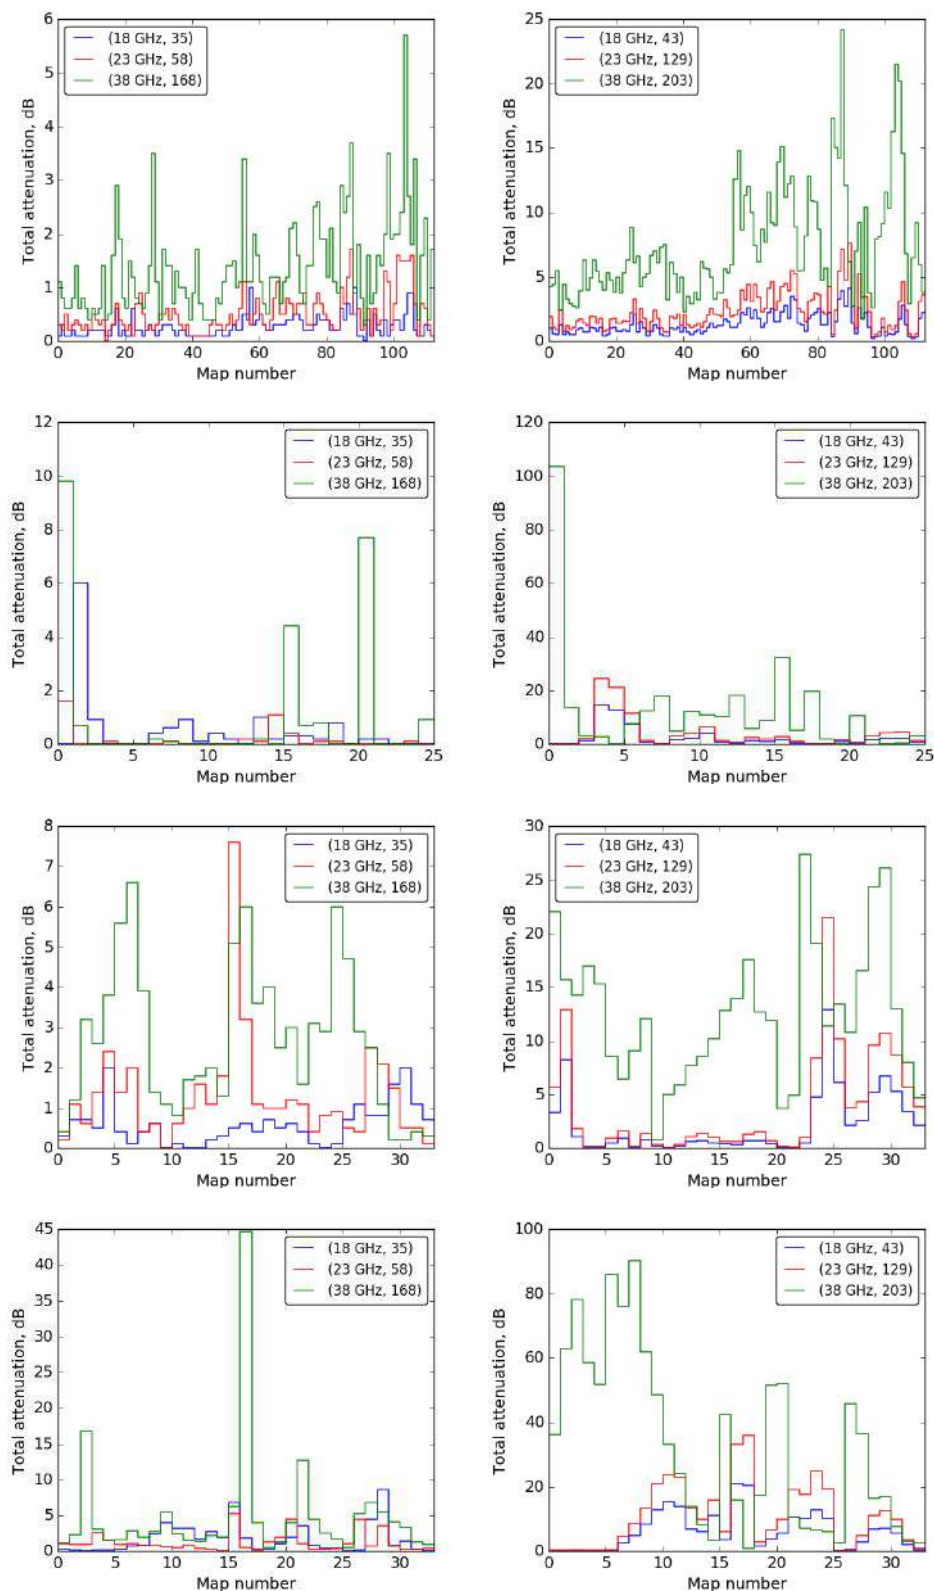 Total attenuation, dB
6
5
4
3
2
1
0
(18 GHz, 35)
(23 GHz, 58)
(38 GHz, 168)
0 20 40 60 80 100
Map number
Total attenuation, dB
25
20
15
10
5
0
(18 GHz, 43)
(23 GHz, 129)
(38 GHz, 203)
0 20 40 60 80 100
Map number
Total attenuation, dB
12
10
8
6
4
2
0
(18 GHz, 35)
(23 GHz, 58)
(38 GHz, 168)
0 5 10 15 20 25
Map number
Total attenuation, dB
120
100
80
60
40
20
0
(18 GHz, 43)
(23 GHz, 129)
(38 GHz, 203)
0 5 10 15 20 25
Map number
Total attenuation, dB
8
7
6
5
4
3
2
1
0
(18 GHz, 35)
(23 GHz, 58)
(38 GHz, 168)
0 5 10 15 20 25 30
Map number
Total attenuation, dB
30
25
20
15
10
5
0
(18 GHz, 43)
(23 GHz, 129)
(38 GHz, 203)
0 5 10 15 20 25 30
Map number
Total attenuation, dB
45
40
35
30
25
20
15
10
5
0
(18 GHz, 35)
(23 GHz, 58)
(38 GHz, 168)
0 5 10 15 20 25 30
Map number
Total attenuation, dB
100
80
60
40
20
0
(18 GHz, 43)
(23 GHz, 129)
(38 GHz, 203)
0 5 10 15 20 25 30
Map number